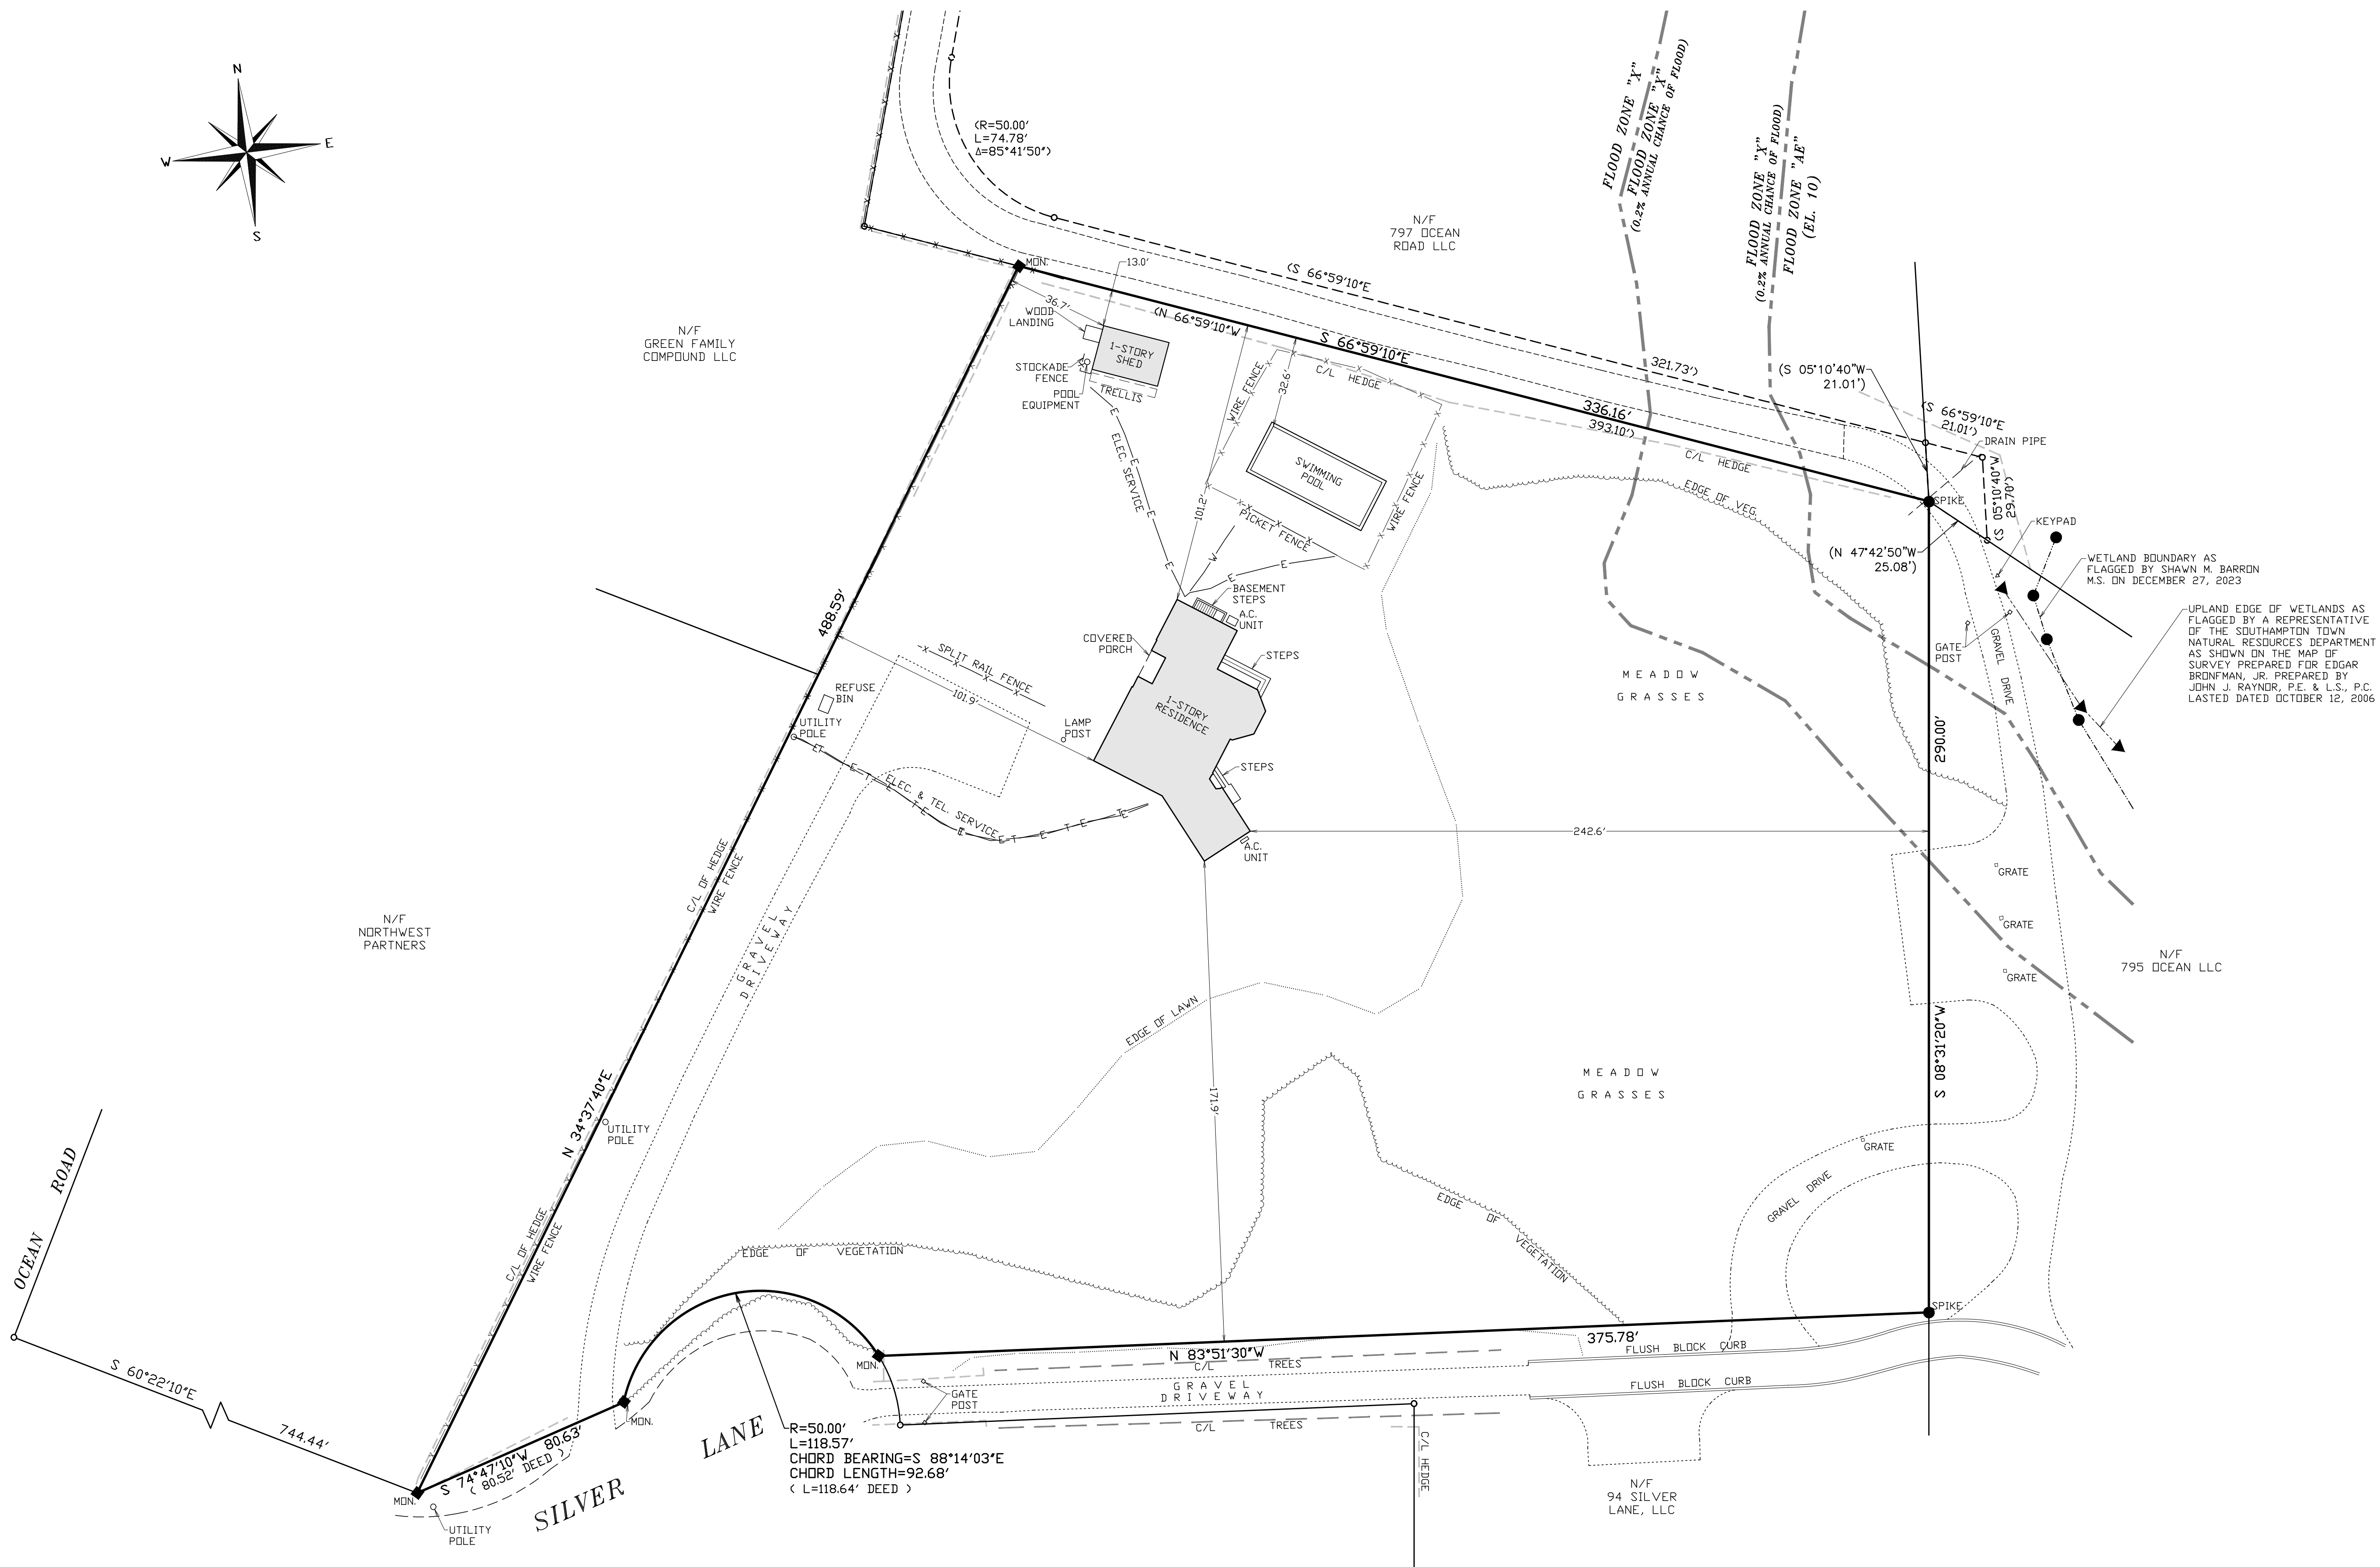 N
W
E
S
(R=50.00'
L=74.78'
Δ=85°41'50")
N/F
797 OCEAN
ROAD LLC
FLOOD ZONE "X"
FLOOD ZONE "X"
(0.2% ANNUAL CHANCE OF FLOOD)
FLOOD ZONE "X"
(0.2% ANNUAL CHANCE OF FLOOD)
FLOOD ZONE "AE"
(EL. 10)
N/F
GREEN FAMILY
COMPOUND LLC
MON.
13.0'
36.7'
WOOD
LANDING
1-STORY
SHED
STOCKADE
FENCE
POOL
EQUIPMENT
TRELLIS
(N 66°59'10"W
S 66°59'10"E
(S 66°59'10"E
321.73')
336.16'
393.10')
(S 05°10'40"W
21.01')
(S 66°59'10"E
21.01')
DRAIN PIPE
C/L HEDGE
C/L HEDGE
WIRE FENCE
32.6'
SWIMMING
POOL
WIRE FENCE
PICKET FENCE
101.2'
ELEC. SERVICE
E
E
E
E
E
W
E
E
EDGE OF VEG.
SPIKE
(S 05°10'40"W
29.70')
KEYPAD
(N 47°42'50"W
25.08')
WETLAND BOUNDARY AS
FLAGGED BY SHAWN M. BARRON
M.S. ON DECEMBER 27, 2023
UPLAND EDGE OF WETLANDS AS
FLAGGED BY A REPRESENTATIVE
OF THE SOUTHAMPTON TOWN
NATURAL RESOURCES DEPARTMENT
AS SHOWN ON THE MAP OF
SURVEY PREPARED FOR EDGAR
BRONFMAN, JR. PREPARED BY
JOHN J. RAYNOR, P.E. & L.S., P.C.
LASTED DATED OCTOBER 12, 2006
GATE
POST
GRAVEL DRIVE
BASEMENT
STEPS
A.C.
UNIT
COVERED
PORCH
STEPS
1-STORY
RESIDENCE
STEPS
A.C.
UNIT
488.59'
SPLIT RAIL FENCE
101.9'
REFUSE
BIN
UTILITY
POLE
LAMP
POST
ELEC. & TEL. SERVICE
MEADOW
GRASSES
290.00'
242.6'
C/L OF HEDGE
WIRE FENCE
GRATE
GRATE
GRATE
N/F
NORTHWEST
PARTNERS
GRAVEL
DRIVEWAY
N/F
795 OCEAN LLC
EDGE OF LAWN
171.9'
MEADOW
GRASSES
S 08°31'20"W
N 34°37'40"E
UTILITY
POLE
GRATE
GRAVEL DRIVE
OCEAN ROAD
C/L OF HEDGE
WIRE FENCE
EDGE OF VEGETATION
EDGE OF VEGETATION
SPIKE
S 60°22'10"E
744.44'
MON.
N 83°51'30"W
375.78'
C/L TREES
FLUSH BLOCK CURB
GRAVEL
DRIVEWAY
FLUSH BLOCK CURB
GATE
POST
C/L TREES
MON.
S 74°47'10"W 80.63'
( 80.52' DEED )
MON.
UTILITY
POLE
SILVER LANE
R=50.00'
L=118.57'
CHORD BEARING=S 88°14'03"E
CHORD LENGTH=92.68'
( L=118.64' DEED )
C/L HEDGE
N/F
94 SILVER
LANE, LLC